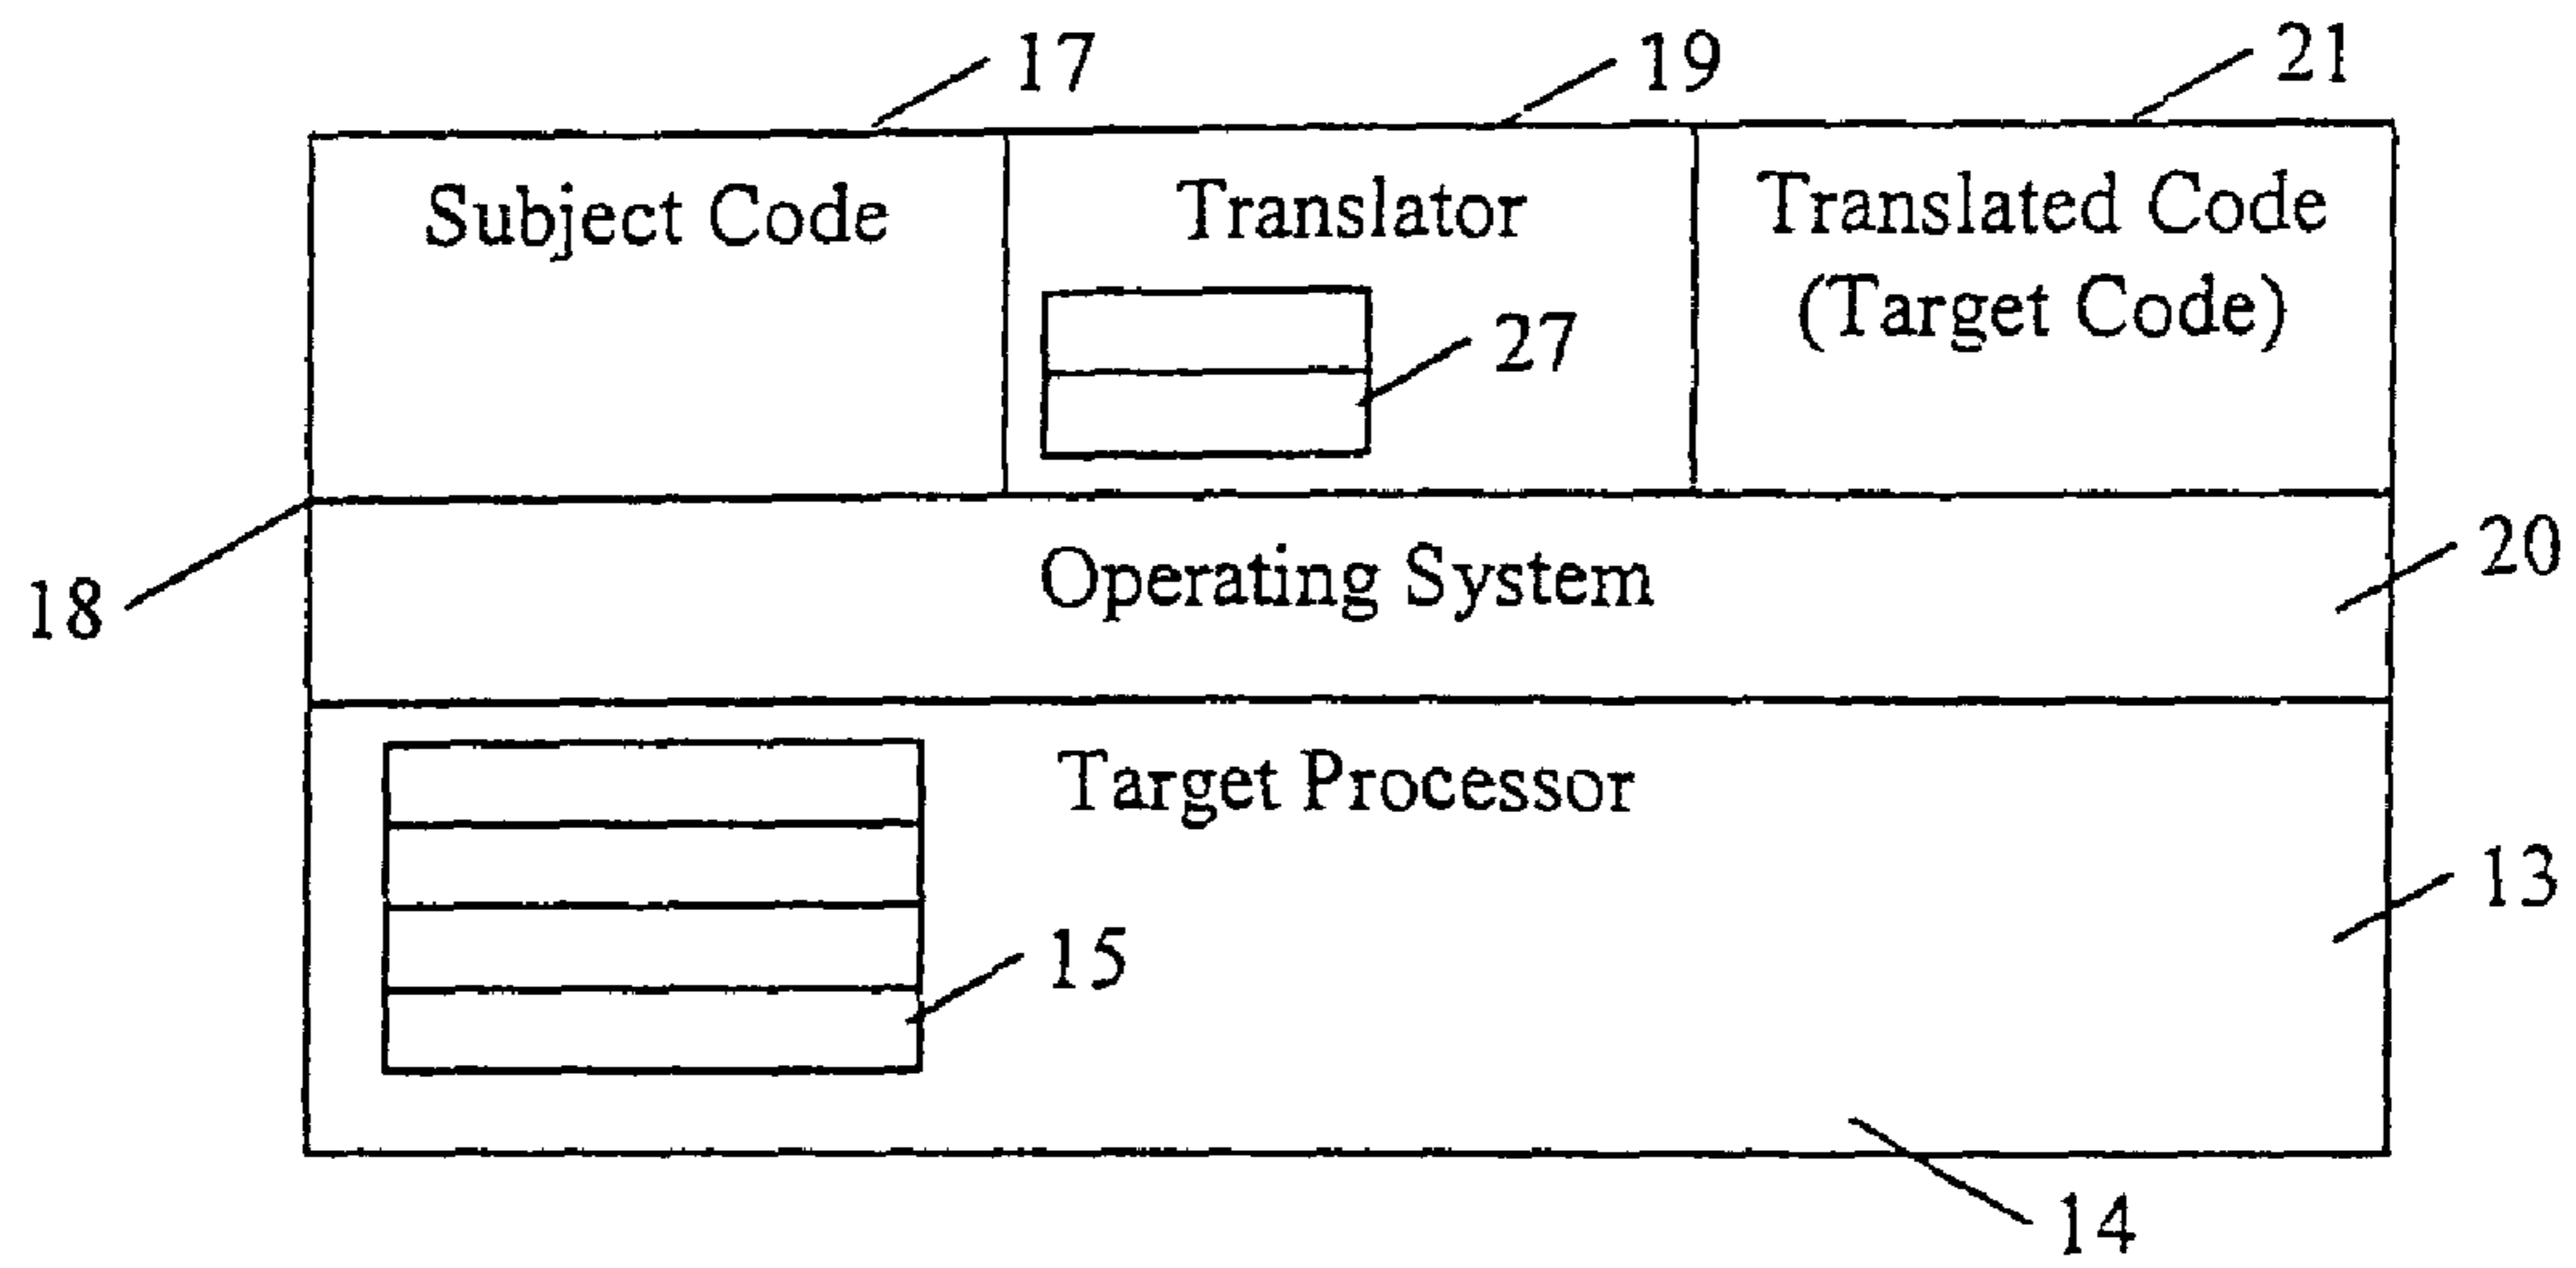 17
19
21
Subject Code
Translator
Translated Code
(Target Code)
27
18
Operating System
20
Target Processor
13
15
14